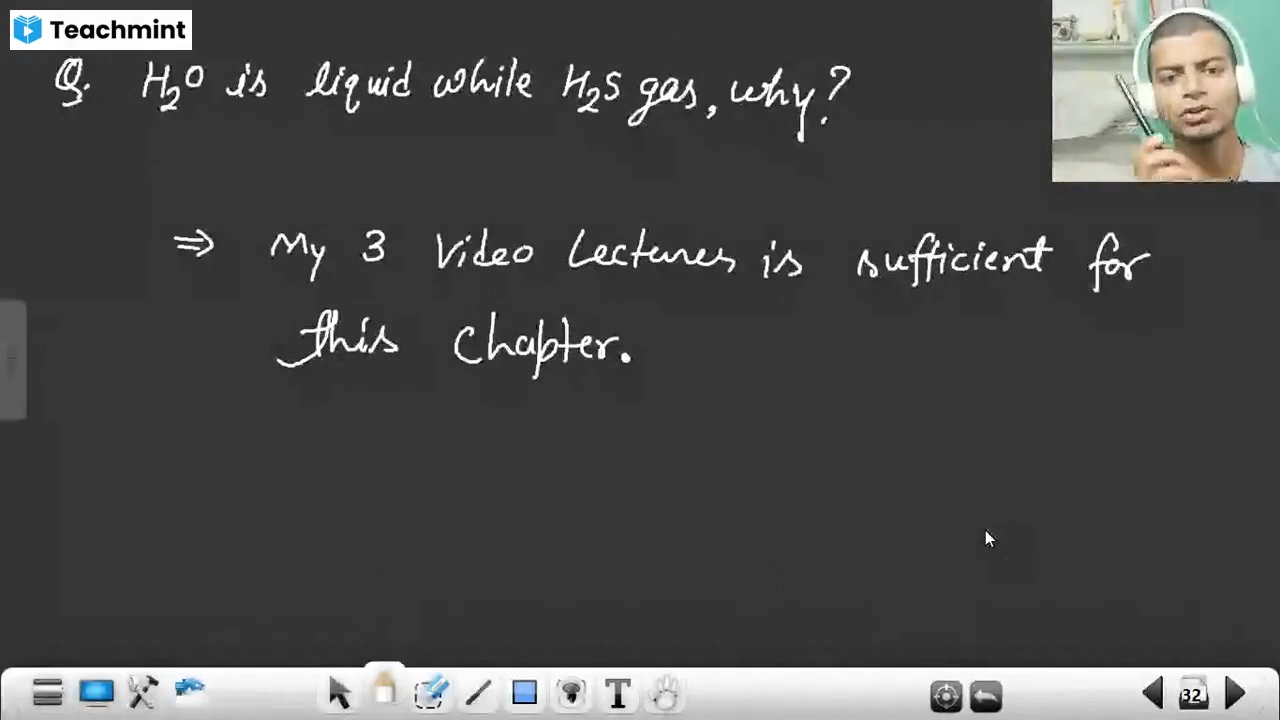 Teachmint
Q. H₂O is liquid while H₂S gas, why?
⇒ My 3 Video Lectures is sufficient for
this chapter.
T
32